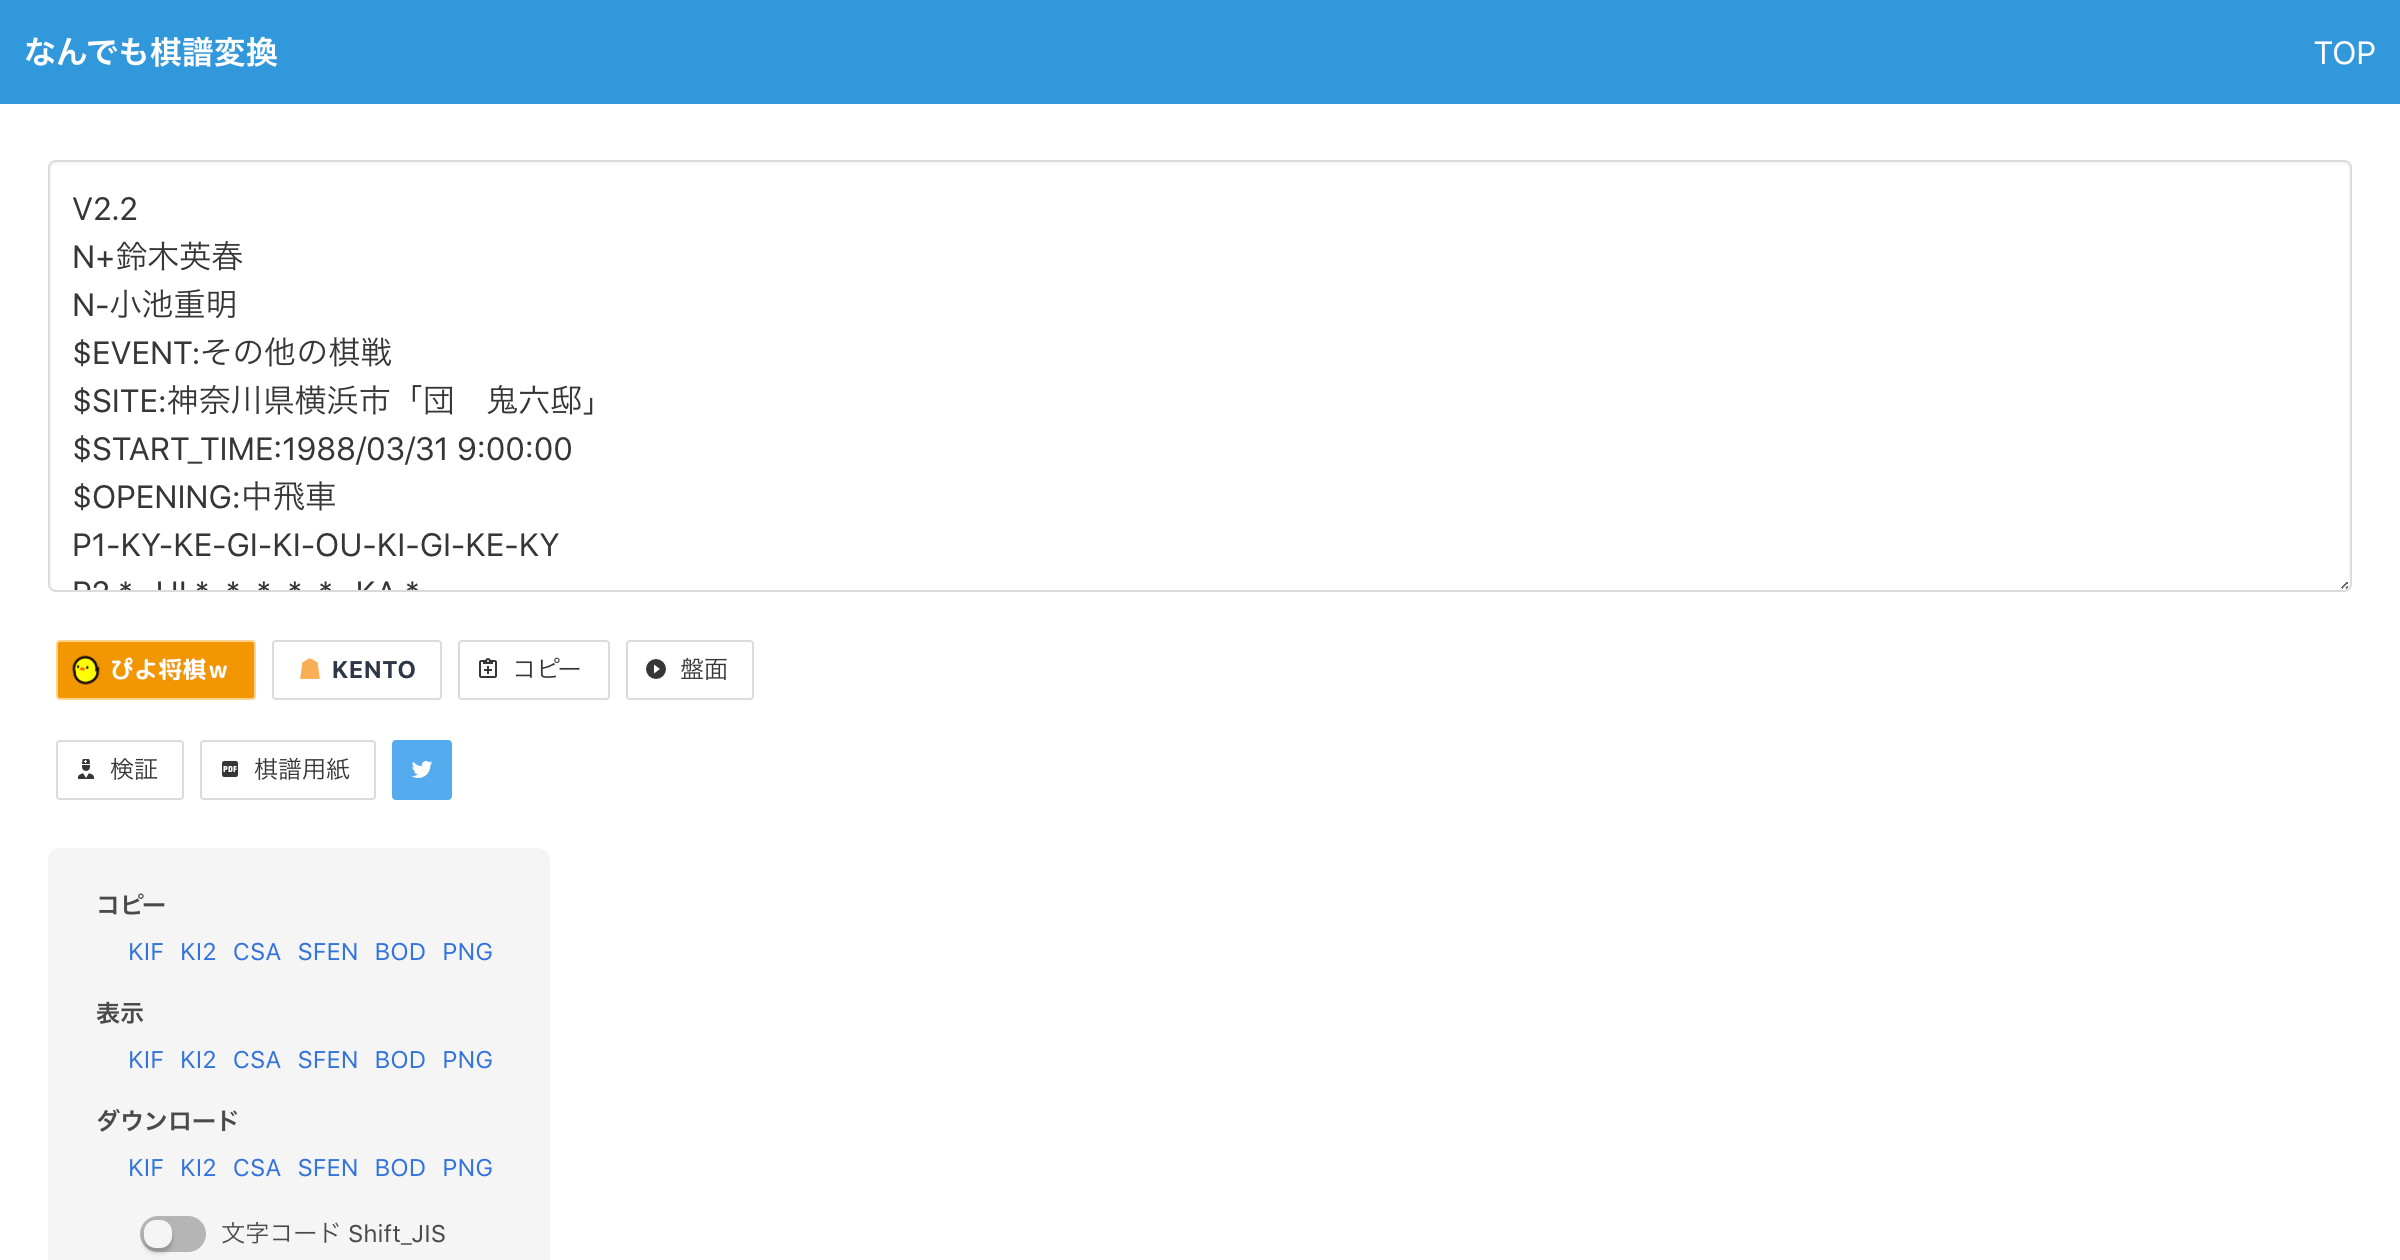 なんでも棋譜変換
TOP
V2.2
N+鈴木英春
N-小池重明
$EVENT:その他の棋戦
$SITE:神奈川県横浜市「団　鬼六邸」
$START_TIME:1988/03/31 9:00:00
$OPENING:中飛車
P1-KY-KE-GI-KI-OU-KI-GI-KE-KY
P2 * -HI * * * * * -KA *
ぴよ将棋w
KENTO
コピー
盤面
検証
PDF
棋譜用紙
コピー
KIF KI2 CSA SFEN BOD PNG
表示
KIF KI2 CSA SFEN BOD PNG
ダウンロード
KIF KI2 CSA SFEN BOD PNG
文字コード Shift_JIS